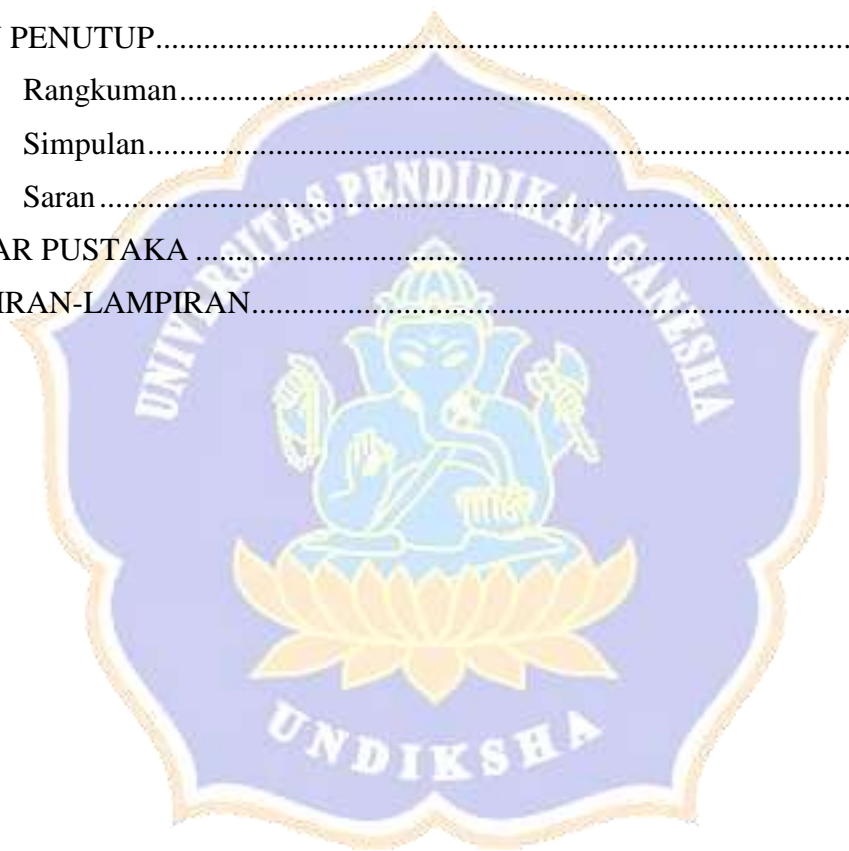 PENUTUP
Rangkuman
Simpulan
Saran
AR PUSTAKA
IRAN-LAMPIRAN
UNIVERSITAS PENDIDIKAN GANESHA
UNDIKSHA